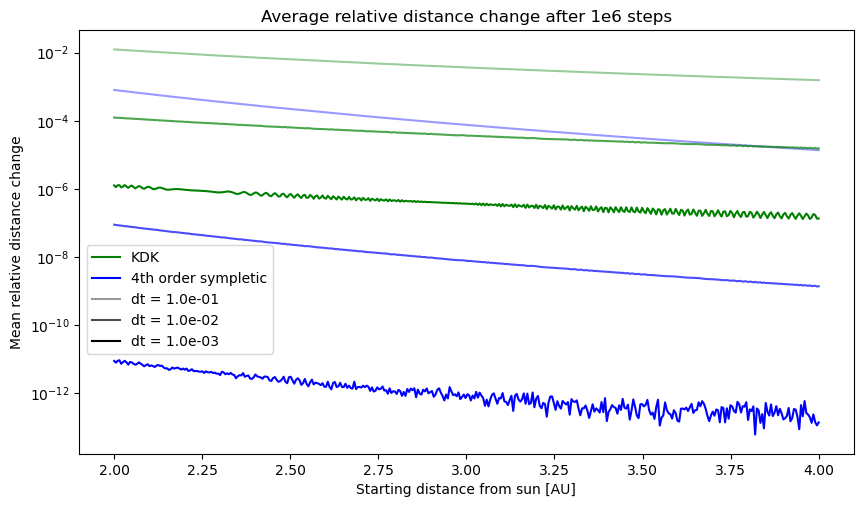 Average relative distance change after 1e6 steps
Mean relative distance change
10⁻²
10⁻⁴
10⁻⁶
10⁻⁸
10⁻¹⁰
10⁻¹²
KDK
4th order sympletic
dt = 1.0e-01
dt = 1.0e-02
dt = 1.0e-03
2.00 2.25 2.50 2.75 3.00 3.25 3.50 3.75 4.00
Starting distance from sun [AU]